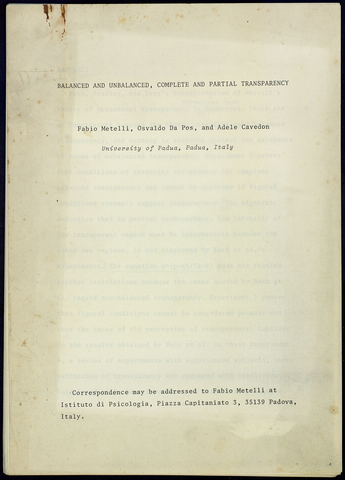 BALANCED AND UNBALANCED, COMPLETE AND PARTIAL TRANSPARENCY
Fabio Metelli, Osvaldo Da Pos, and Adele Cavedon
University of Padua, Padua, Italy
Correspondence may be addressed to Fabio Metelli at
Istituto di Psicologia, Piazza Capitaniato 3, 35139 Padova,
Italy.